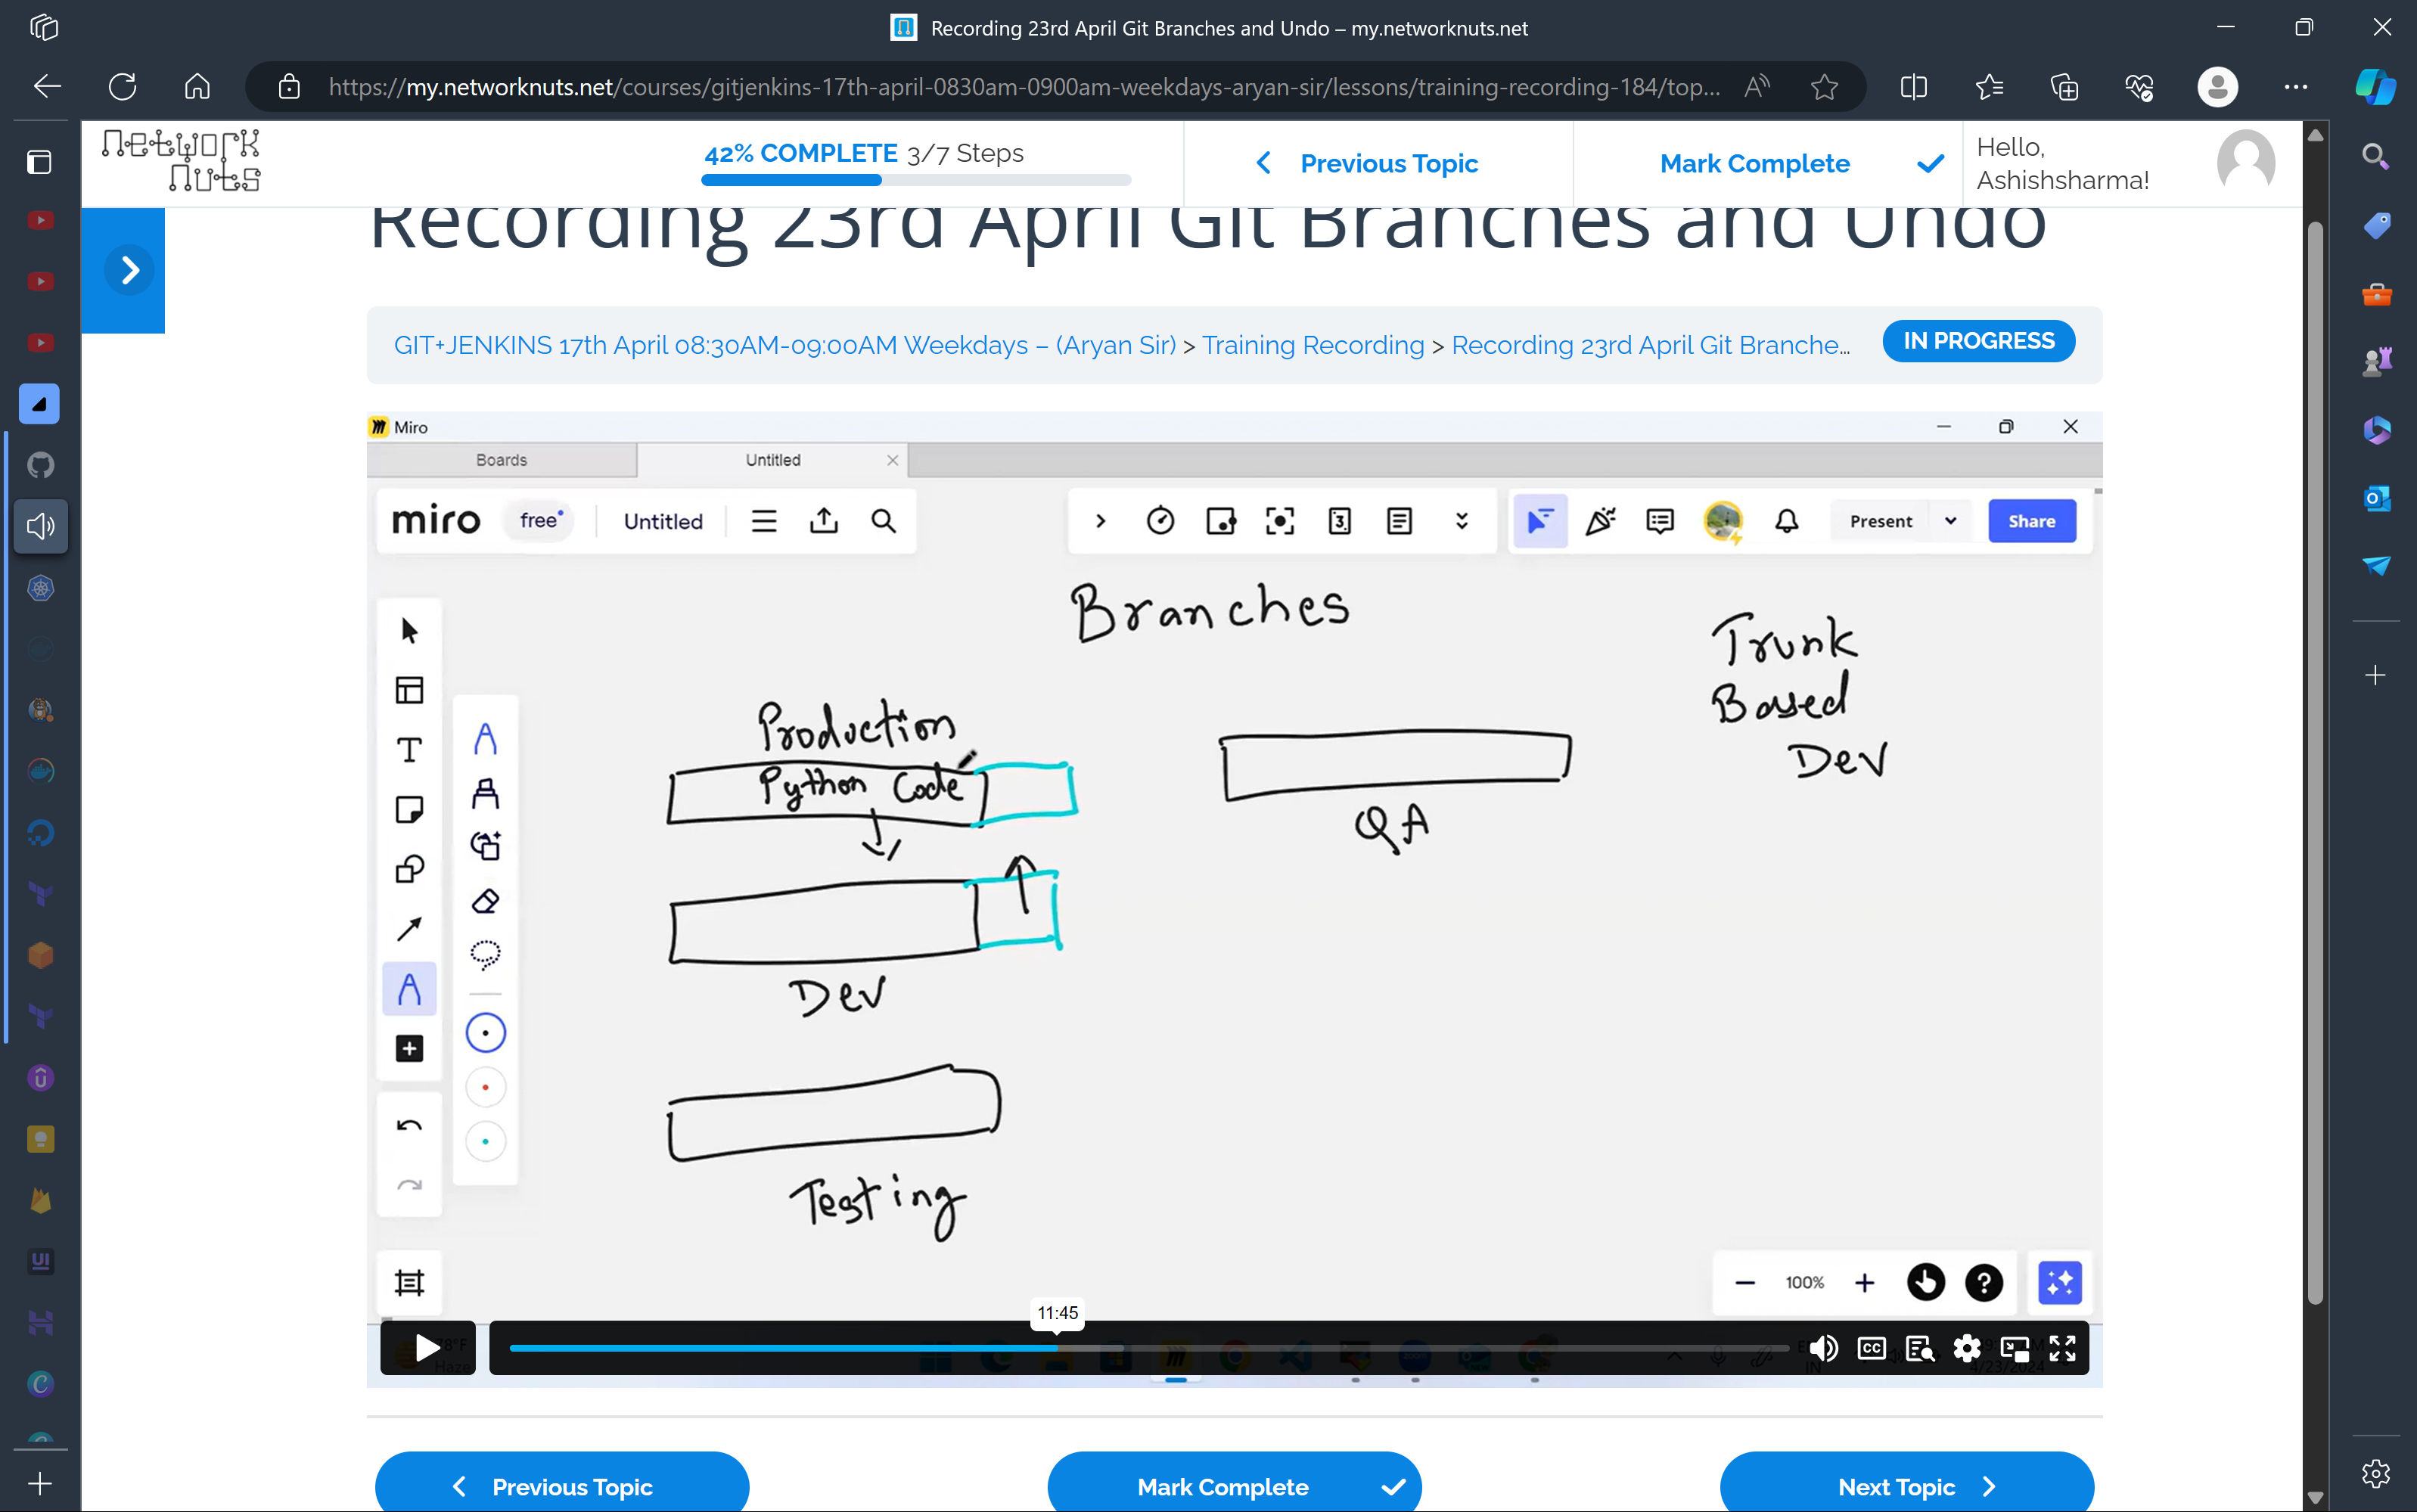 Recording 23rd April Git Branches and Undo – my.networknuts.net
https://my.networknuts.net/courses/gitjenkins-17th-april-0830am-0900am-weekdays-aryan-sir/lessons/training-recording-184/top...
Network
Nuts
42% COMPLETE 3/7 Steps
Previous Topic
Mark Complete
Hello,
Ashishsharma!
Recording 23rd April Git Branches and Undo
GIT+JENKINS 17th April 08:30AM-09:00AM Weekdays – (Aryan Sir) > Training Recording > Recording 23rd April Git Branche...
IN PROGRESS
Miro
Boards
Untitled
miro
free
Untitled
3
Present
Share
Branches
Trunk
Based
Dev
Production
Python Code
QA
Dev
Testing
100%
11:45
CC
Previous Topic
Mark Complete
Next Topic